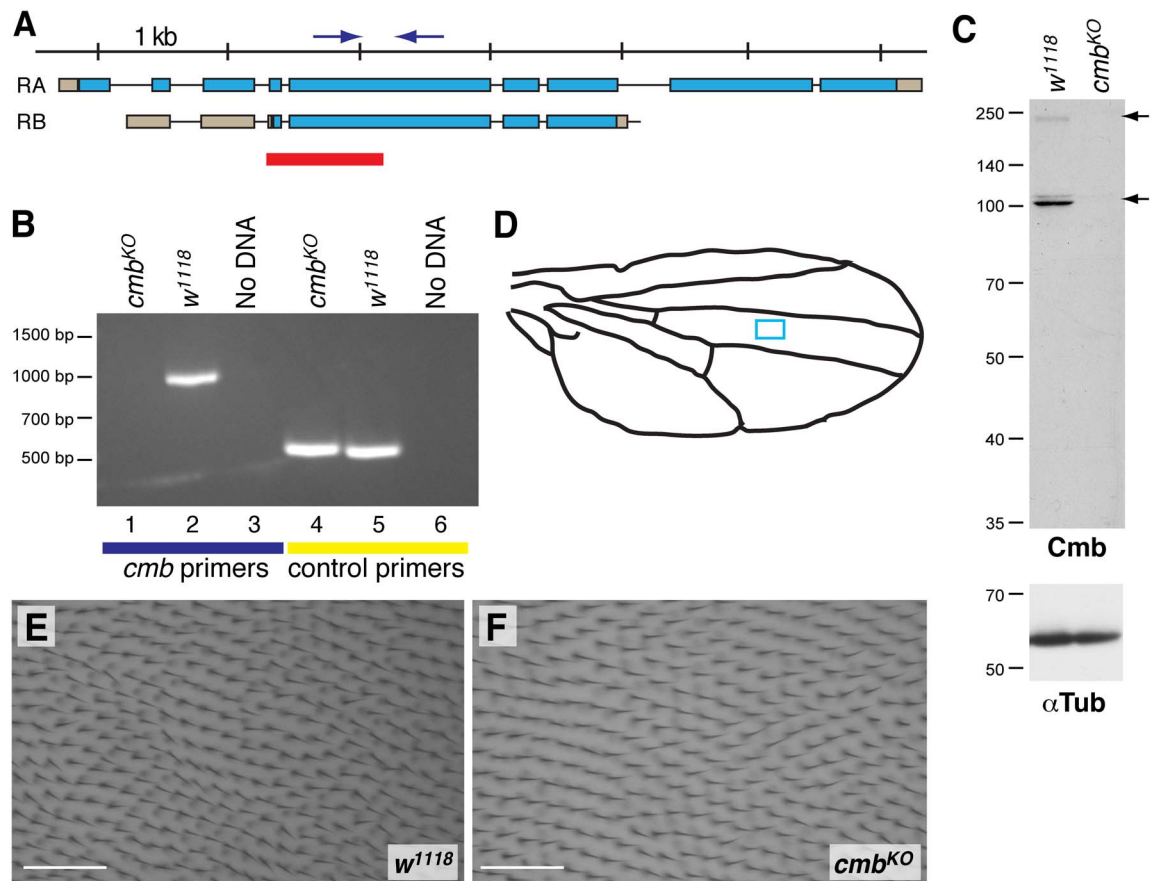 A
1 kb
RA
RB
B
cmbKO
w1118
No DNA
cmbKO
w1118
No DNA
1500 bp
1000 bp
700 bp
500 bp
1 2 3 4 5 6
cmb primers
control primers
C
w1118
cmbKO
250
140
100
70
50
40
35
Cmb
70
50
αTub
D
E
w1118
F
cmbKO